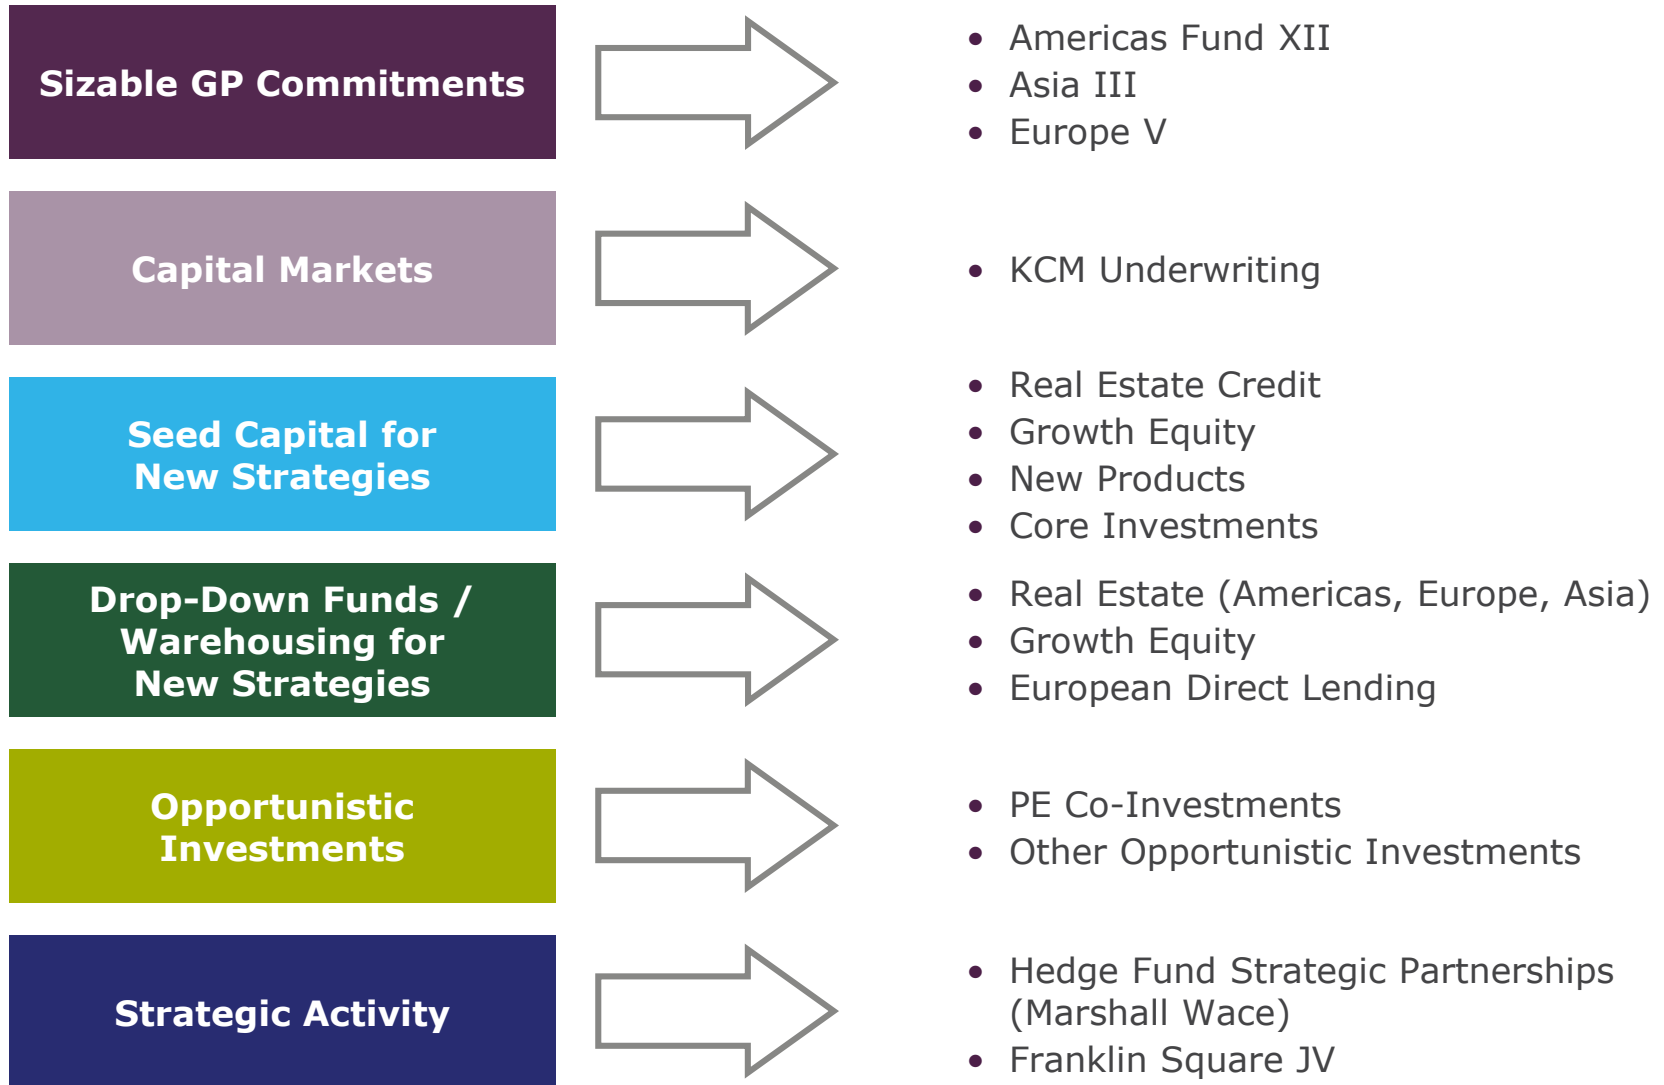 Sizable GP Commitments
• Americas Fund XII
• Asia III
• Europe V
Capital Markets
• KCM Underwriting
Seed Capital for
New Strategies
• Real Estate Credit
• Growth Equity
• New Products
• Core Investments
Drop-Down Funds /
Warehousing for
New Strategies
• Real Estate (Americas, Europe, Asia)
• Growth Equity
• European Direct Lending
Opportunistic
Investments
• PE Co-Investments
• Other Opportunistic Investments
Strategic Activity
• Hedge Fund Strategic Partnerships
(Marshall Wace)
• Franklin Square JV